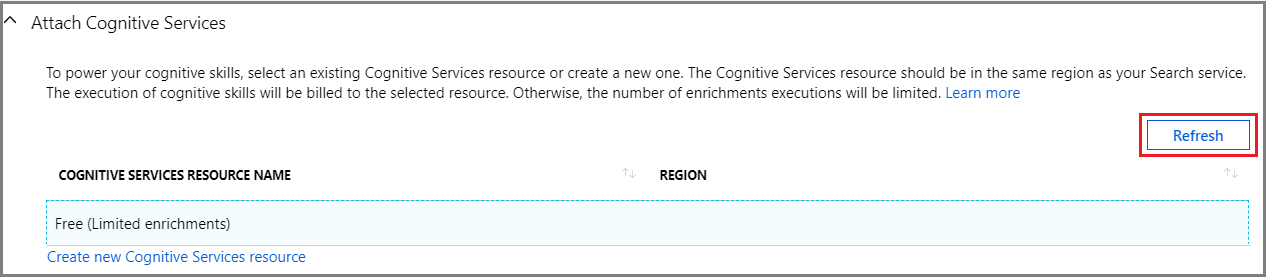 Attach Cognitive Services
To power your cognitive skills, select an existing Cognitive Services resource or create a new one. The Cognitive Services resource should be in the same region as your Search service.
The execution of cognitive skills will be billed to the selected resource. Otherwise, the number of enrichments executions will be limited. Learn more
Refresh
COGNITIVE SERVICES RESOURCE NAME REGION
Free (Limited enrichments)
Create new Cognitive Services resource